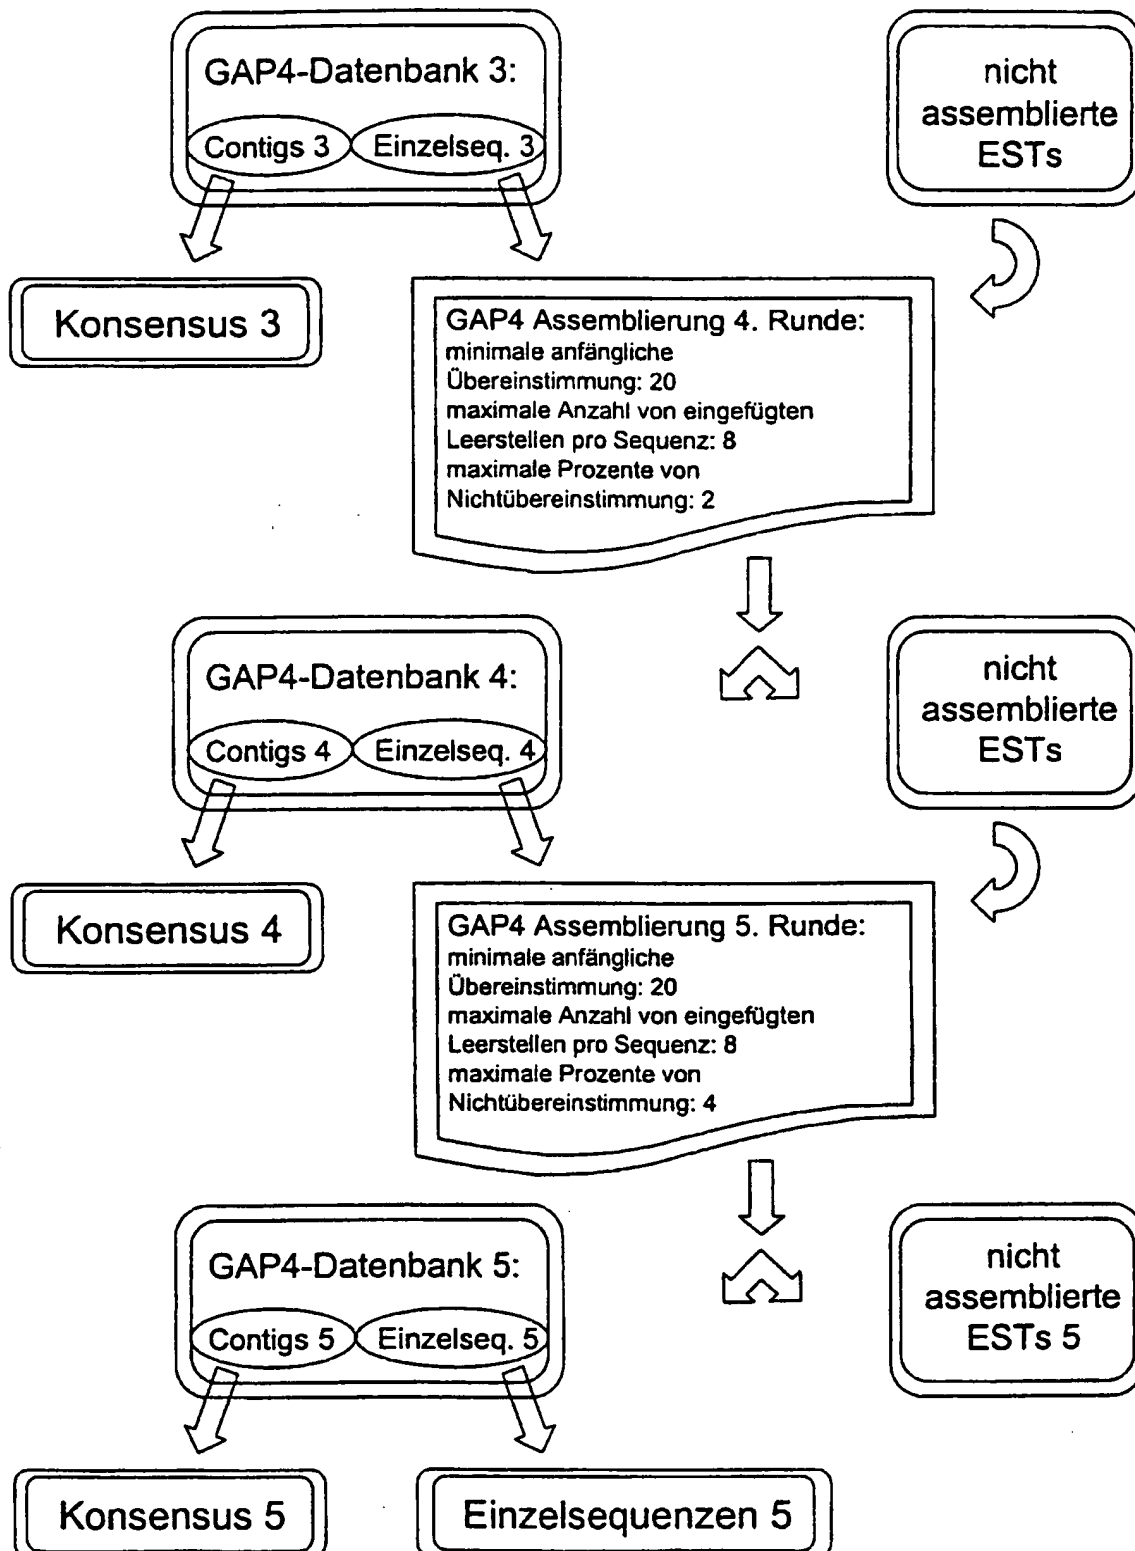 GAP4-Datenbank 3:
Contigs 3
Einzelseq. 3
nicht
assemblierte
ESTs
Konsensus 3
GAP4 Assemblierung 4. Runde:
minimale anfängliche
Übereinstimmung: 20
maximale Anzahl von eingefügten
Leerstellen pro Sequenz: 8
maximale Prozente von
Nichtübereinstimmung: 2
GAP4-Datenbank 4:
Contigs 4
Einzelseq. 4
nicht
assemblierte
ESTs
Konsensus 4
GAP4 Assemblierung 5. Runde:
minimale anfängliche
Übereinstimmung: 20
maximale Anzahl von eingefügten
Leerstellen pro Sequenz: 8
maximale Prozente von
Nichtübereinstimmung: 4
GAP4-Datenbank 5:
Contigs 5
Einzelseq. 5
nicht
assemblierte
ESTs 5
Konsensus 5
Einzelsequenzen 5